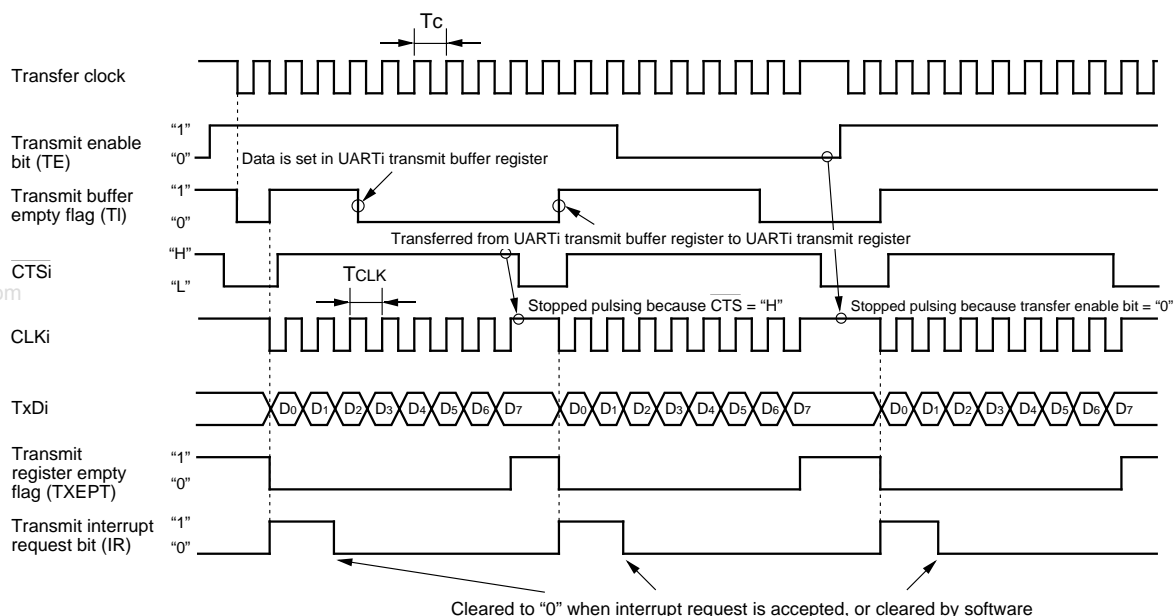 Tc
Transfer clock
Transmit enable
bit (TE)
“1”
“0”
Data is set in UARTi transmit buffer register
Transmit buffer
empty flag (TI)
“1”
“0”
Transferred from UARTi transmit buffer register to UARTi transmit register
CTSi
“H”
“L”
om
TCLK
Stopped pulsing because CTS = “H”
Stopped pulsing because transfer enable bit = “0”
CLKi
TxDi
D0 D1 D2 D3 D4 D5 D6 D7 D0 D1 D2 D3 D4 D5 D6 D7 D0 D1 D2 D3 D4 D5 D6 D7
Transmit
register empty
flag (TXEPT)
“1”
“0”
Transmit interrupt
request bit (IR)
“1”
“0”
Cleared to “0” when interrupt request is accepted, or cleared by software